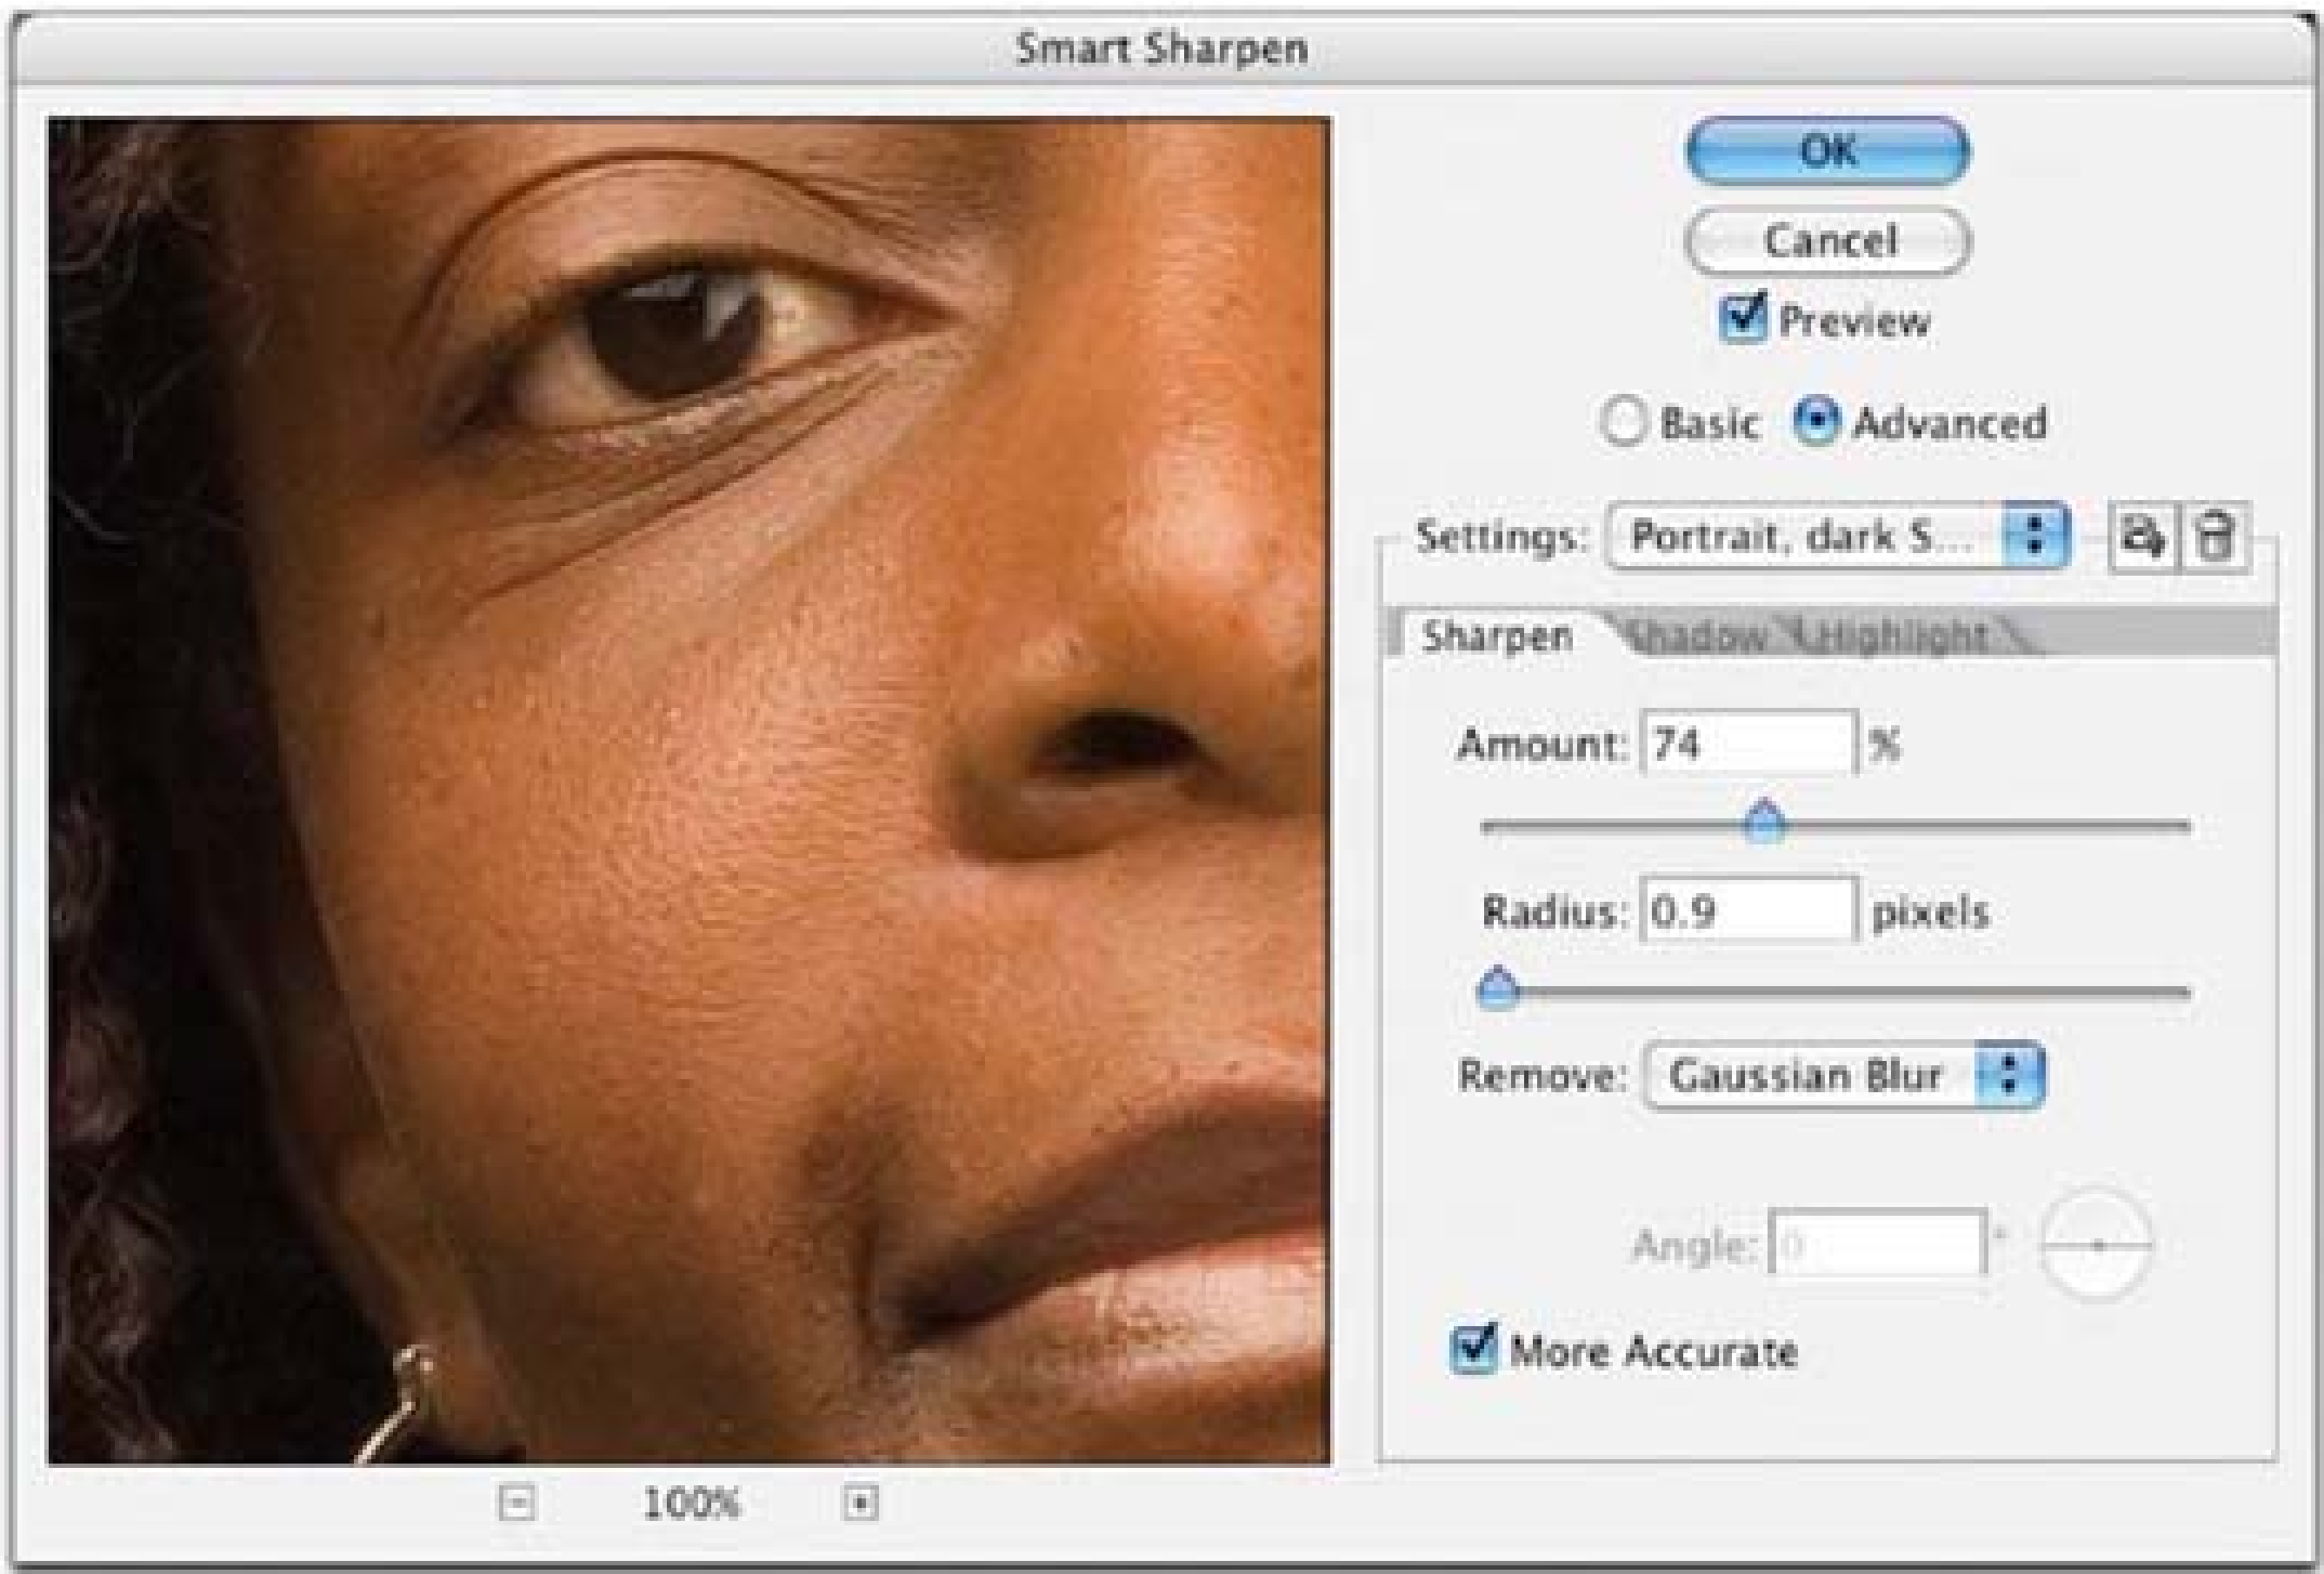 Smart Sharpen
OK
Cancel
Preview
Basic Advanced
Settings: Portrait, dark S...
Sharpen Shadow Highlight
Amount: 74 %
Radius: 0.9 pixels
Remove: Gaussian Blur
Angle: 0 °
More Accurate
100%